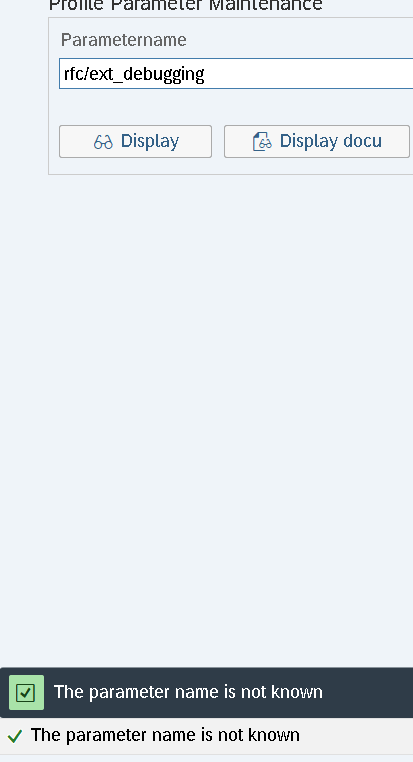 Profile Parameter Maintenance
Parametername
rfc/ext_debugging
Display
Display docu
The parameter name is not known
The parameter name is not known